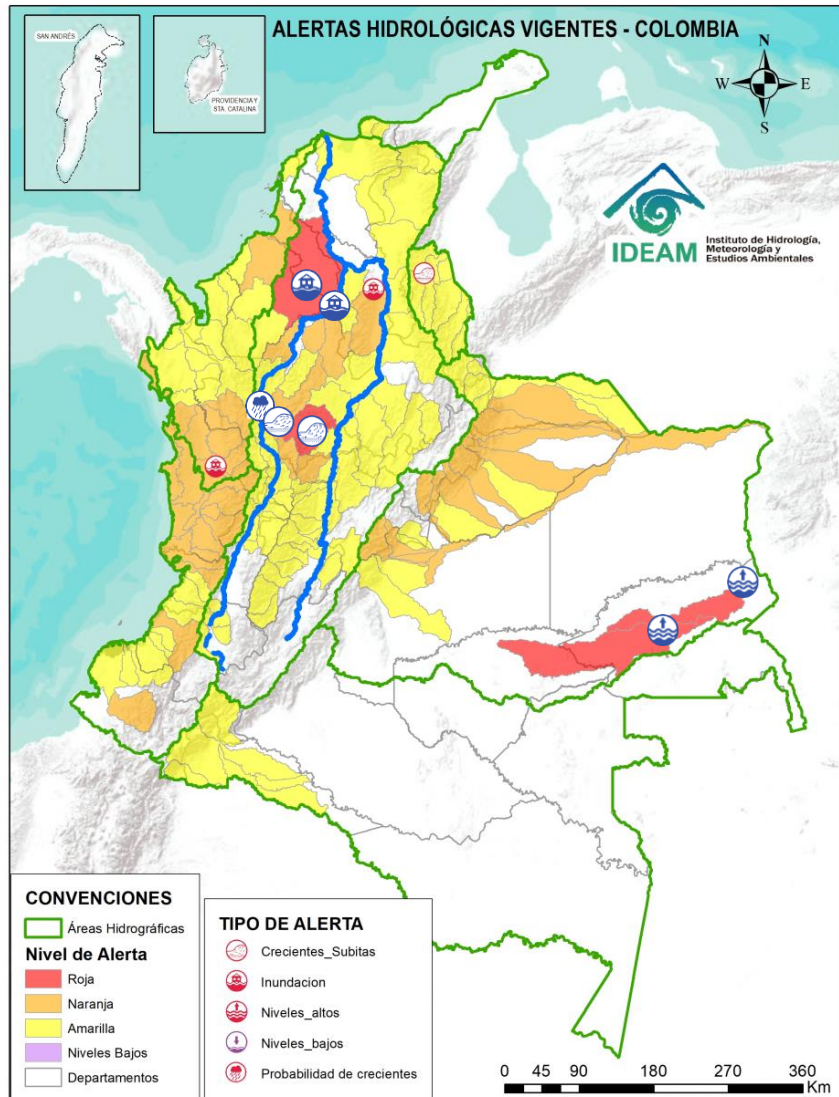 ALERTAS HIDROLÓGICAS VIGENTES - COLOMBIA
SAN ANDRÉS
PROVIDENCIA Y
STA. CATALINA
N
W
E
S
IDEAM
Instituto de Hidrología,
Meteorología y
Estudios Ambientales
CONVENCIONES
Áreas Hidrográficas
Nivel de Alerta
Roja
Naranja
Amarilla
Niveles Bajos
Departamentos
TIPO DE ALERTA
Crecientes_Subitas
Inundacion
Niveles_altos
Niveles_bajos
Probabilidad de crecientes
0 45 90 180 270 360
Km